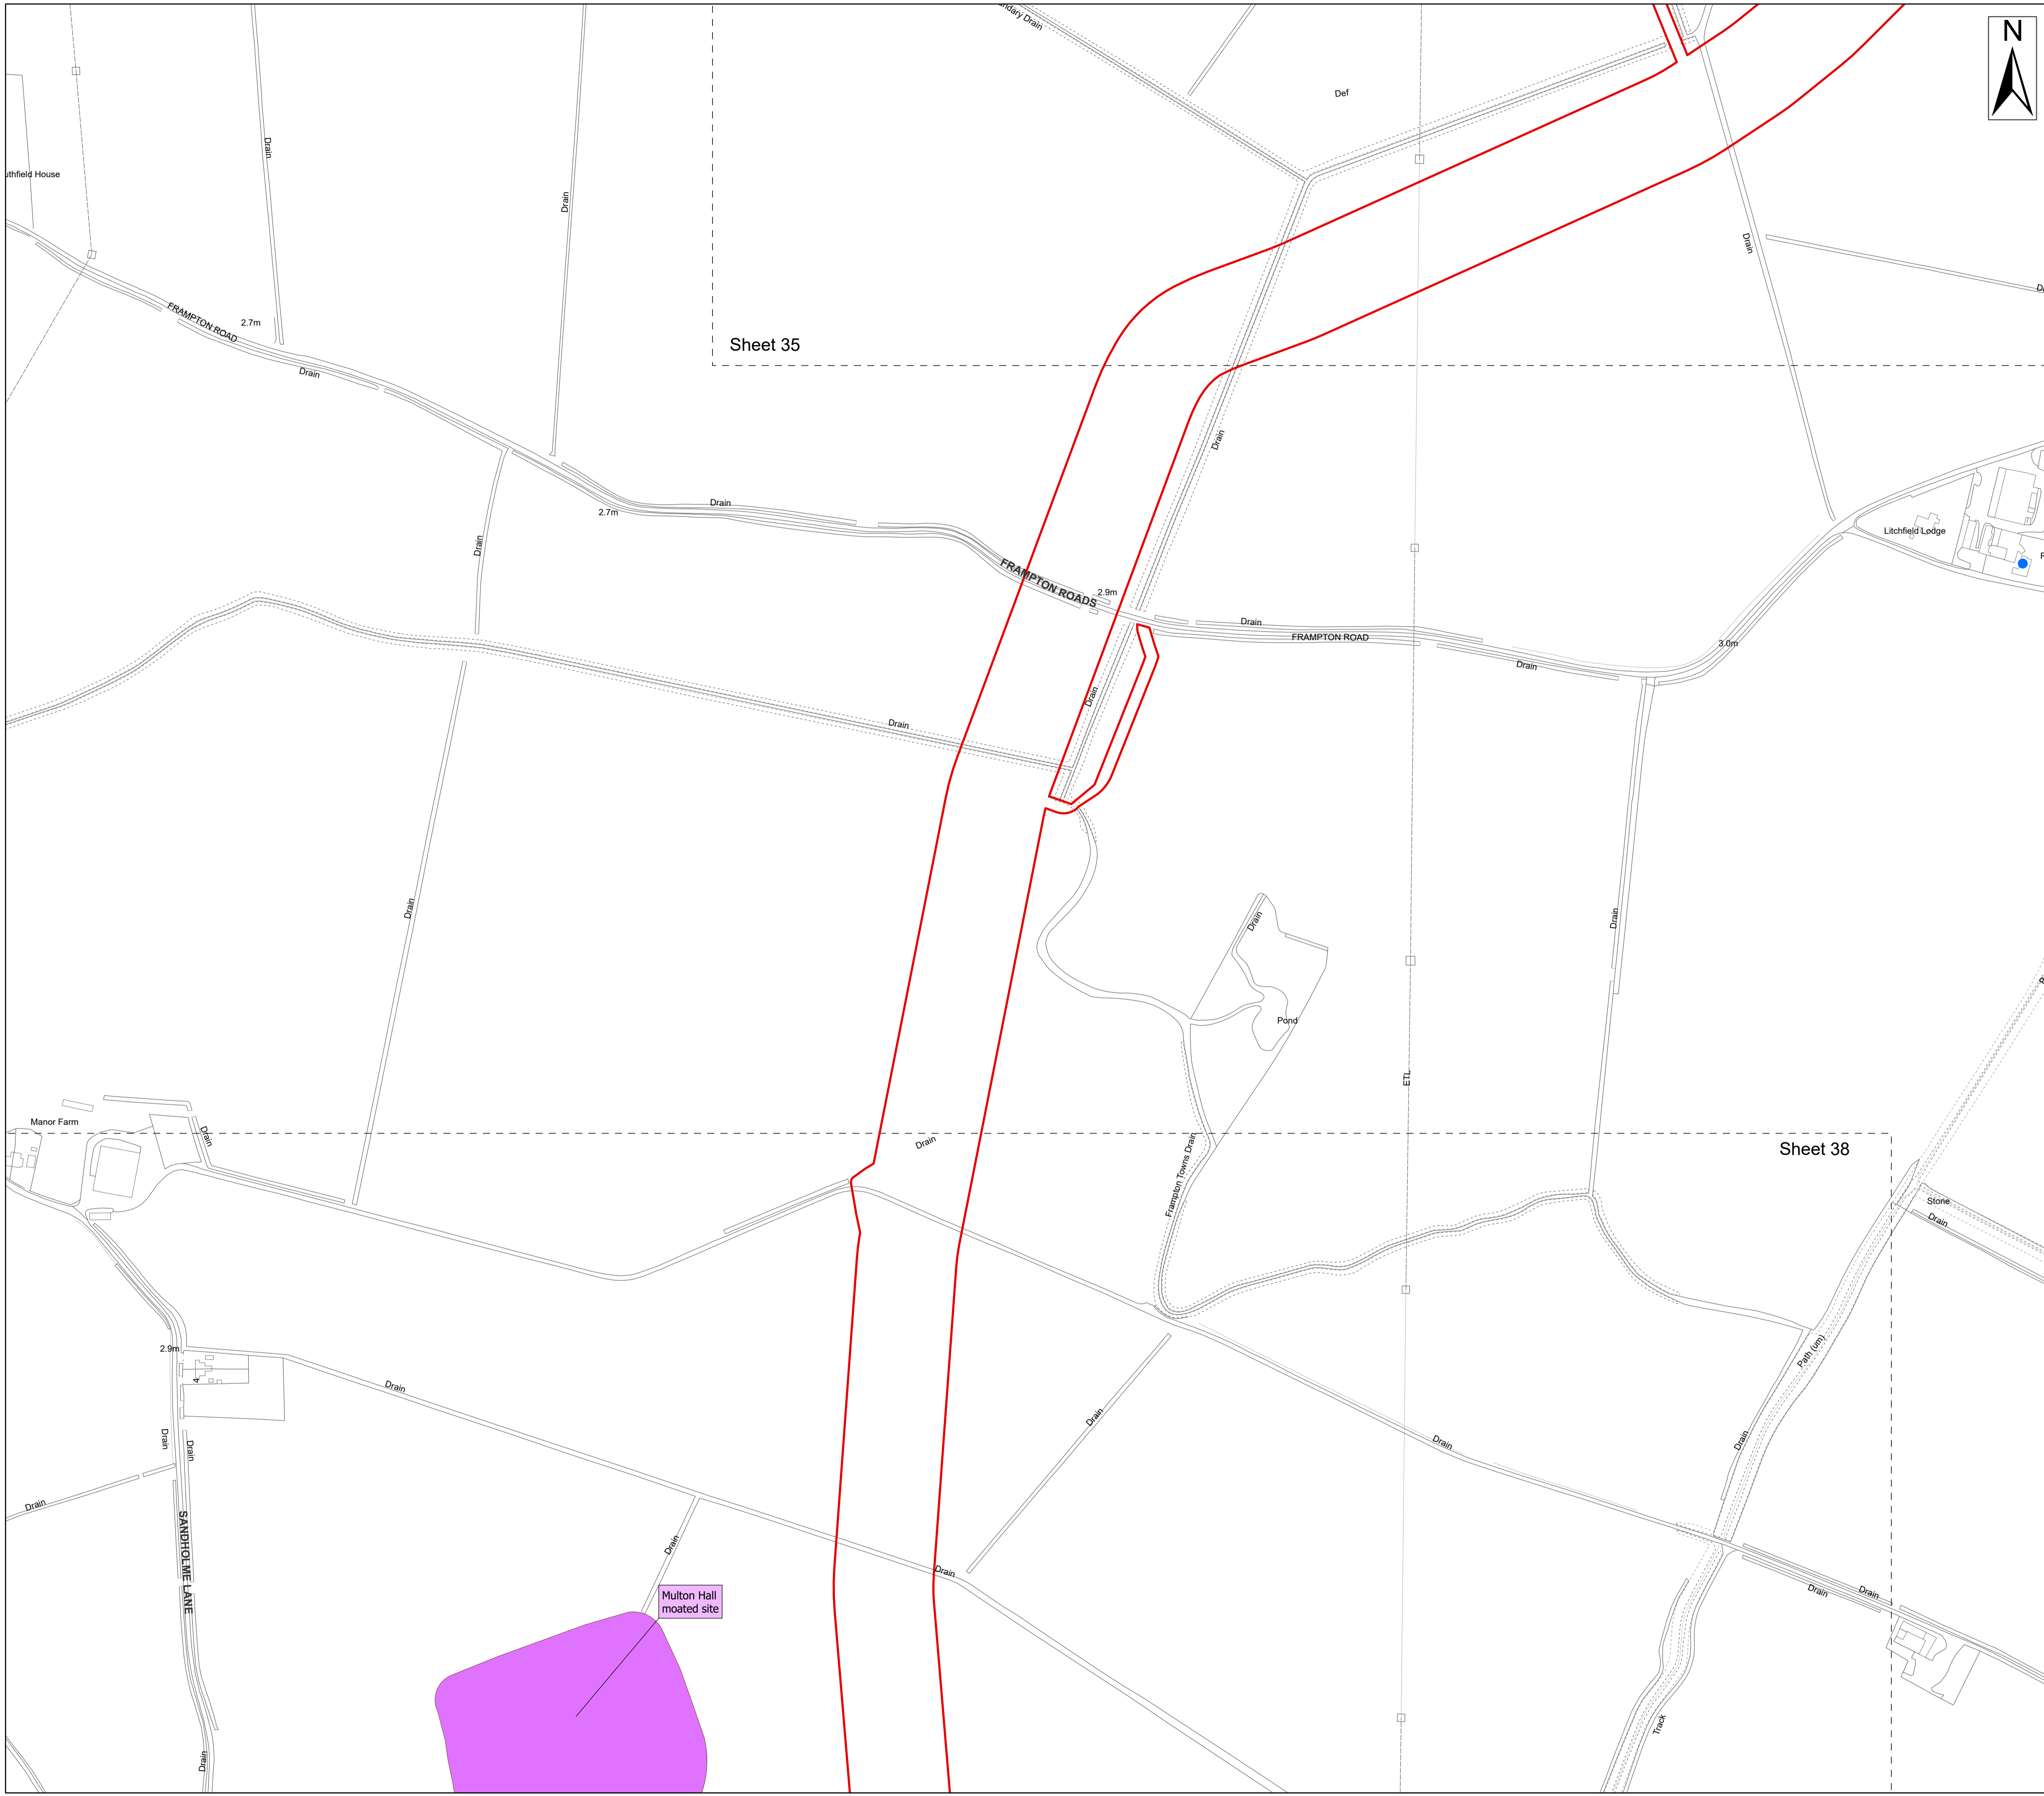 undary Drain
N
Def
Drain
uthfield House
Drain
Drain
FRAMPTON ROAD
2.7m
Sheet 35
Drain
Drain
Drain
2.7m
Drain
Litchfield Lodge
FRAMPTON ROADS
2.9m
Drain
FRAMPTON ROAD
3.0m
Drain
Drain
Drain
Drain
Drain
Drain
Pond
ETL
Manor Farm
Drain
Drain
Sheet 38
Frampton Towns Drain
Stone
Drain
2.9m
4
Path (um)
Drain
Drain
Drain
Drain
Drain
Drain
Drain
SANDHOLME LANE
Drain
Drain
Multon Hall
moated site
Drain
Drain
Track
Drain